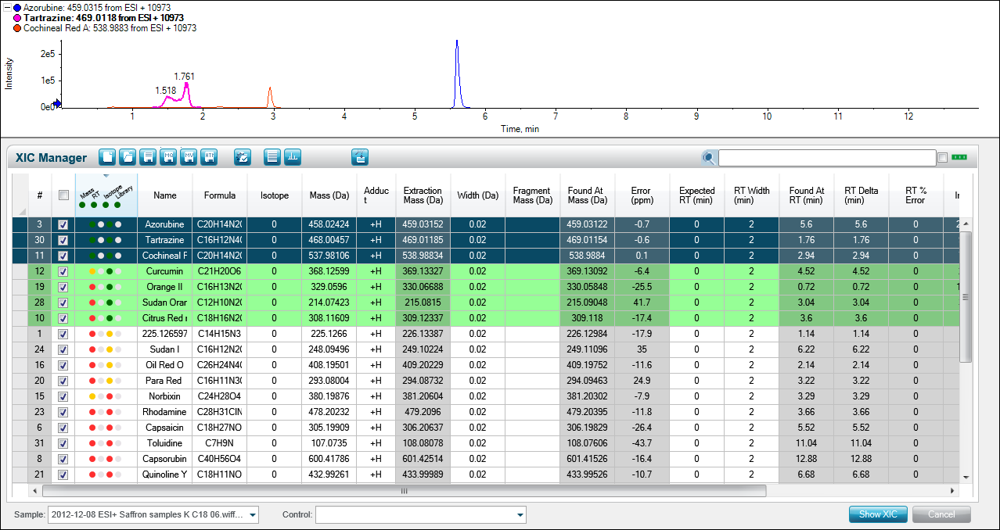 Azorubine: 459.0315 from ESI + 10973
Tartrazine: 469.0118 from ESI + 10973
Cochineal Red A: 538.9883 from ESI + 10973
Intensity
2e5
1e5
0e0
1.518
1.761
1 2 3 4 5 6 7 8 9 10 11 12
Time, min
XIC Manager
# Mass RT Isotope Library Name Formula Isotope Mass (Da) Adduct Extraction Mass (Da) Width (Da) Fragment Mass (Da) Found At Mass (Da) Error (ppm) Expected RT (min) RT Width (min) Found At RT (min) RT Delta (min) RT % Error
3 Azorubine C20H14N2 0 458.02424 +H 459.03152 0.02 459.03122 -0.7 0 2 5.6 5.6 0
30 Tartrazine C16H12N4 0 468.00457 +H 469.01185 0.02 469.01154 -0.6 0 2 1.76 1.76 0
11 Cochineal C20H14N2 0 537.98106 +H 538.98834 0.02 538.9884 0.1 0 2 2.94 2.94 0
12 Curcumin C21H20O6 0 368.12599 +H 369.13327 0.02 369.13092 -6.4 0 2 4.52 4.52 0
19 Orange II C16H13N2 0 329.0596 +H 330.06688 0.02 330.05848 -25.5 0 2 0.72 0.72 0
28 Sudan Orar C12H10N2 0 214.07423 +H 215.0815 0.02 215.09048 41.7 0 2 3.04 3.04 0
10 Citrus Red C18H16N2 0 308.11609 +H 309.12337 0.02 309.118 -17.4 0 2 3.6 3.6 0
1 225.126597 C14H15N3 0 225.1266 +H 226.13387 0.02 226.12984 -17.9 0 2 1.14 1.14 0
24 Sudan I C16H12N2 0 248.09496 +H 249.10224 0.02 249.11096 35 0 2 6.22 6.22 0
16 Oil Red O C26H24N4 0 408.19501 +H 409.20229 0.02 409.19752 -11.6 0 2 2.14 2.14 0
20 Para Red C16H11N3 0 293.08004 +H 294.08732 0.02 294.09463 24.9 0 2 3.22 3.22 0
15 Norbixin C24H28O4 0 380.19876 +H 381.20604 0.02 381.20302 -7.9 0 2 3.29 3.29 0
23 Rhodamine C28H31ClN 0 478.20232 +H 479.2096 0.02 479.20395 -11.8 0 2 3.66 3.66 0
6 Capsaicin C18H27NO 0 305.19909 +H 306.20637 0.02 306.19829 -26.4 0 2 5.52 5.52 0
31 Toluidine C7H9N 0 107.0735 +H 108.08078 0.02 108.07606 -43.7 0 2 11.04 11.04 0
8 Capsorubin C40H56O4 0 600.41786 +H 601.42514 0.02 601.41526 -16.4 0 2 12.88 12.88 0
21 Quinoline Y C18H11NO 0 432.99261 +H 433.99989 0.02 433.99526 -10.7 0 2 6.68 6.68 0
Sample: 2012-12-08 ESI+ Saffron samples K C18 06.wiff... Control: Show XIC Cancel